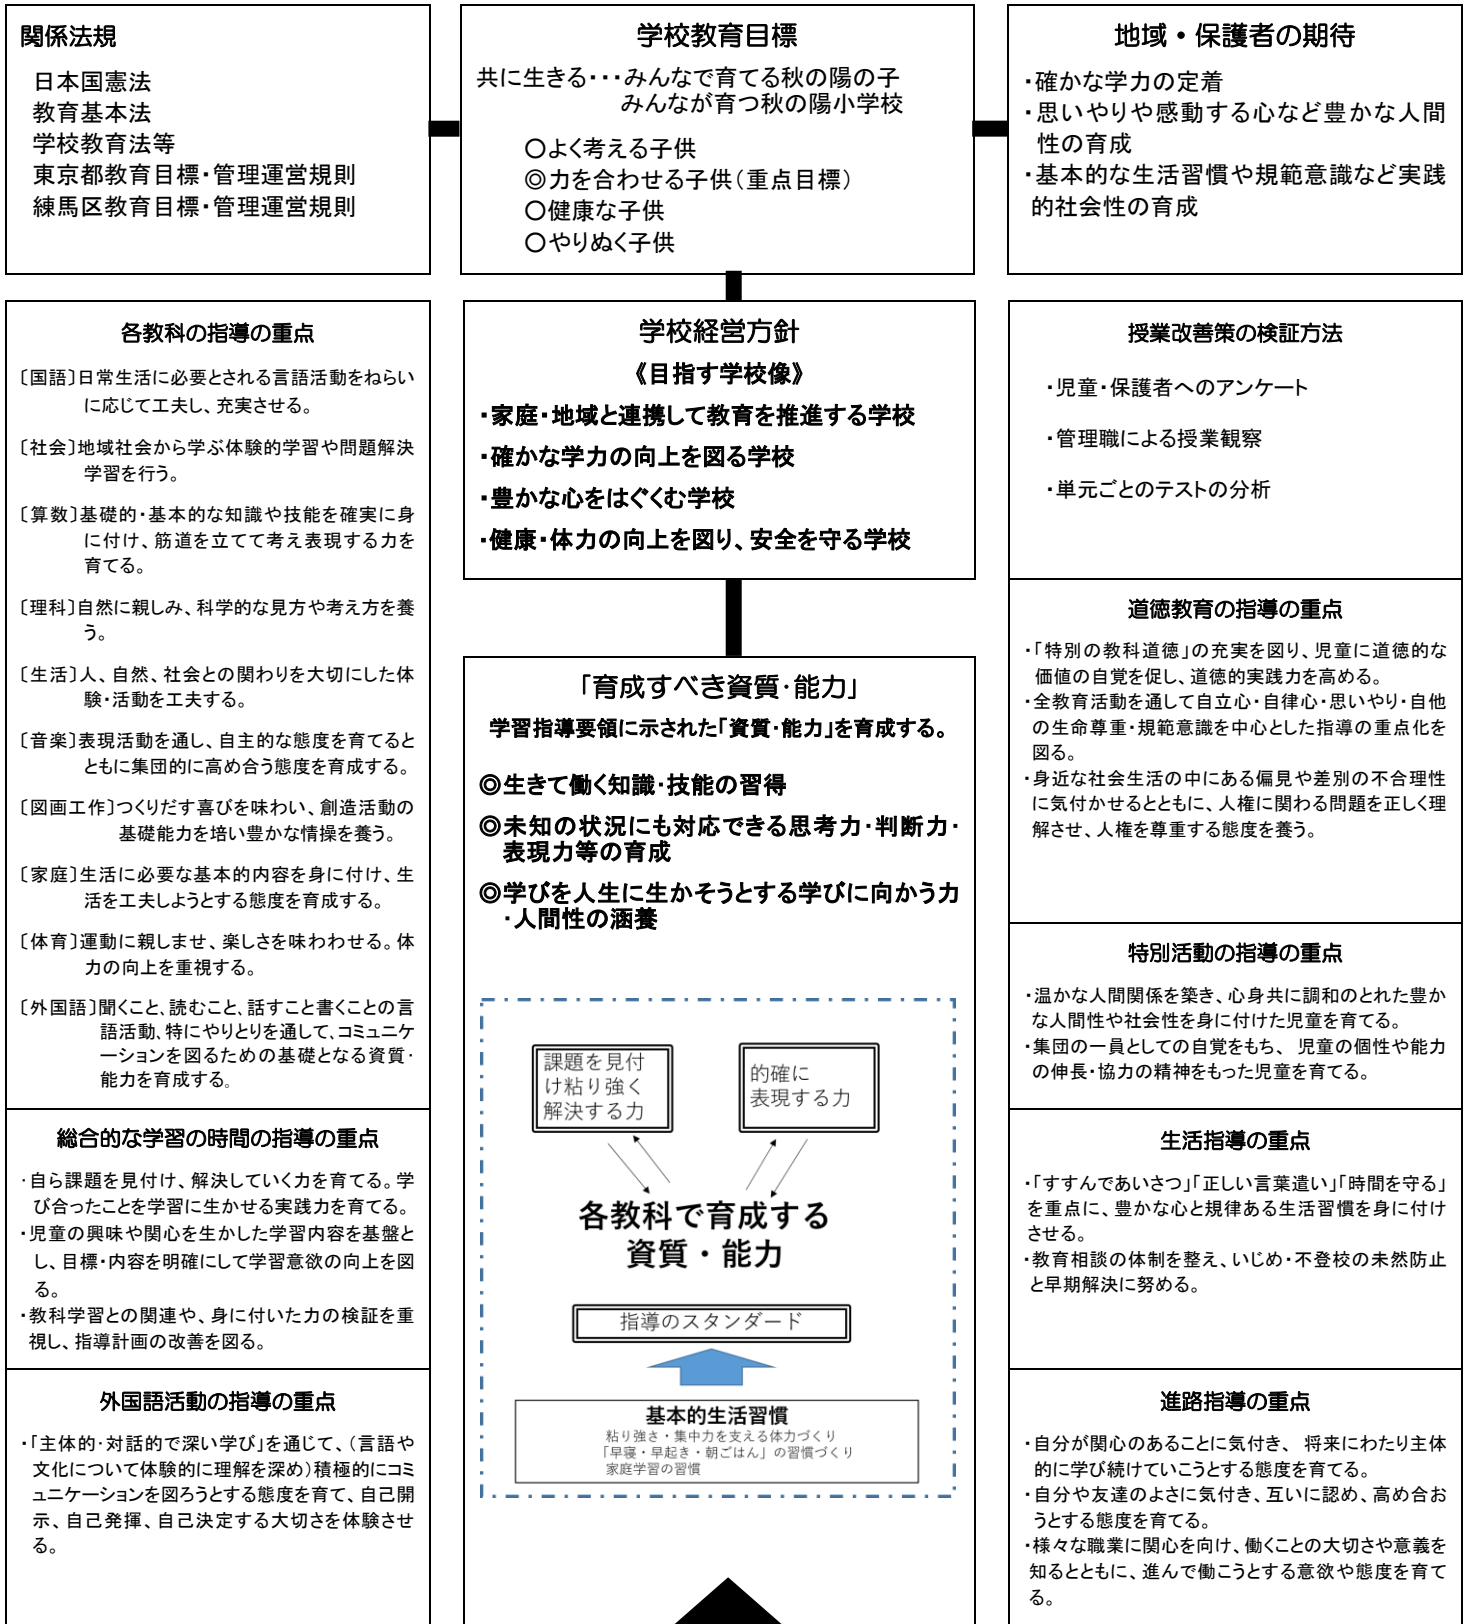 関係法規
日本国憲法
教育基本法
学校教育法等
東京都教育目標・管理運営規則
練馬区教育目標・管理運営規則
学校教育目標
共に生きる・・・みんなで育てる秋の陽の子
みんなが育つ秋の陽小学校
○よく考える子供
◎力を合わせる子供（重点目標）
○健康な子供
○やりぬく子供
地域・保護者の期待
・確かな学力の定着
・思いやりや感動する心など豊かな人間
性の育成
・基本的な生活習慣や規範意識など実践
的社会性の育成
各教科の指導の重点
〔国語〕日常生活に必要とされる言語活動をねらい
に応じて工夫し、充実させる。
〔社会〕地域社会から学ぶ体験的学習や問題解決
学習を行う。
〔算数〕基礎的・基本的な知識や技能を確実に身
に付け、筋道を立てて考え表現する力を
育てる。
〔理科〕自然に親しみ、科学的な見方や考え方を養
う。
〔生活〕人、自然、社会との関わりを大切にした体
験・活動を工夫する。
〔音楽〕表現活動を通し、自主的な態度を育てると
ともに集団的に高め合う態度を育成する。
〔図画工作〕つくりだす喜びを味わい、創造活動の
基礎能力を培い豊かな情操を養う。
〔家庭〕生活に必要な基本的内容を身に付け、生
活を工夫しようとする態度を育成する。
〔体育〕運動に親しませ、楽しさを味わわせる。体
力の向上を重視する。
〔外国語〕聞くこと、読むこと、話すこと書くことの言
語活動、特にやりとりを通して、コミュニケ
ーションを図るための基礎となる資質・
能力を育成する。
総合的な学習の時間の指導の重点
・自ら課題を見付け、解決していく力を育てる。学
び合ったことを学習に生かせる実践力を育てる。
・児童の興味や関心を生かした学習内容を基盤と
し、目標・内容を明確にして学習意欲の向上を図
る。
・教科学習との関連や、身に付いた力の検証を重
視し、指導計画の改善を図る。
外国語活動の指導の重点
・「主体的・対話的で深い学び」を通じて、（言語や
文化について体験的に理解を深め）積極的にコミ
ュニケーションを図ろうとする態度を育て、自己開
示、自己発揮、自己決定する大切さを体験させ
る。
学校経営方針
《目指す学校像》
・家庭・地域と連携して教育を推進する学校
・確かな学力の向上を図る学校
・豊かな心をはぐくむ学校
・健康・体力の向上を図り、安全を守る学校
「育成すべき資質・能力」
学習指導要領に示された「資質・能力」を育成する。
◎生きて働く知識・技能の習得
◎未知の状況にも対応できる思考力・判断力・
表現力等の育成
◎学びを人生に生かそうとする学びに向かう力
・人間性の涵養
課題を見付
け粘り強く
解決する力
的確に
表現する力
各教科で育成する
資質・能力
指導のスタンダード
基本的生活習慣
粘り強さ・集中力を支える体力づくり
「早寝・早起き・朝ごはん」の習慣づくり
家庭学習の習慣
授業改善策の検証方法
・児童・保護者へのアンケート
・管理職による授業観察
・単元ごとのテストの分析
道徳教育の指導の重点
・「特別の教科道徳」の充実を図り、児童に道徳的な
価値の自覚を促し、道徳的実践力を高める。
・全教育活動を通して自立心・自律心・思いやり・自他
の生命尊重・規範意識を中心とした指導の重点化を
図る。
・身近な社会生活の中にある偏見や差別の不合理性
に気付かせるとともに、人権に関わる問題を正しく理
解させ、人権を尊重する態度を養う。
特別活動の指導の重点
・温かな人間関係を築き、心身共に調和のとれた豊か
な人間性や社会性を身に付けた児童を育てる。
・集団の一員としての自覚をもち、 児童の個性や能力
の伸長・協力の精神をもった児童を育てる。
生活指導の重点
・「すすんであいさつ」「正しい言葉遣い」「時間を守る」
を重点に、豊かな心と規律ある生活習慣を身に付け
させる。
・教育相談の体制を整え、いじめ・不登校の未然防止
と早期解決に努める。
進路指導の重点
・自分が関心のあることに気付き、 将来にわたり主体
的に学び続けていこうとする態度を育てる。
・自分や友達のよさに気付き、互いに認め、高め合お
うとする態度を育てる。
・様々な職業に関心を向け、働くことの大切さや意義を
知るとともに、進んで働こうとする意欲や態度を育て
る。